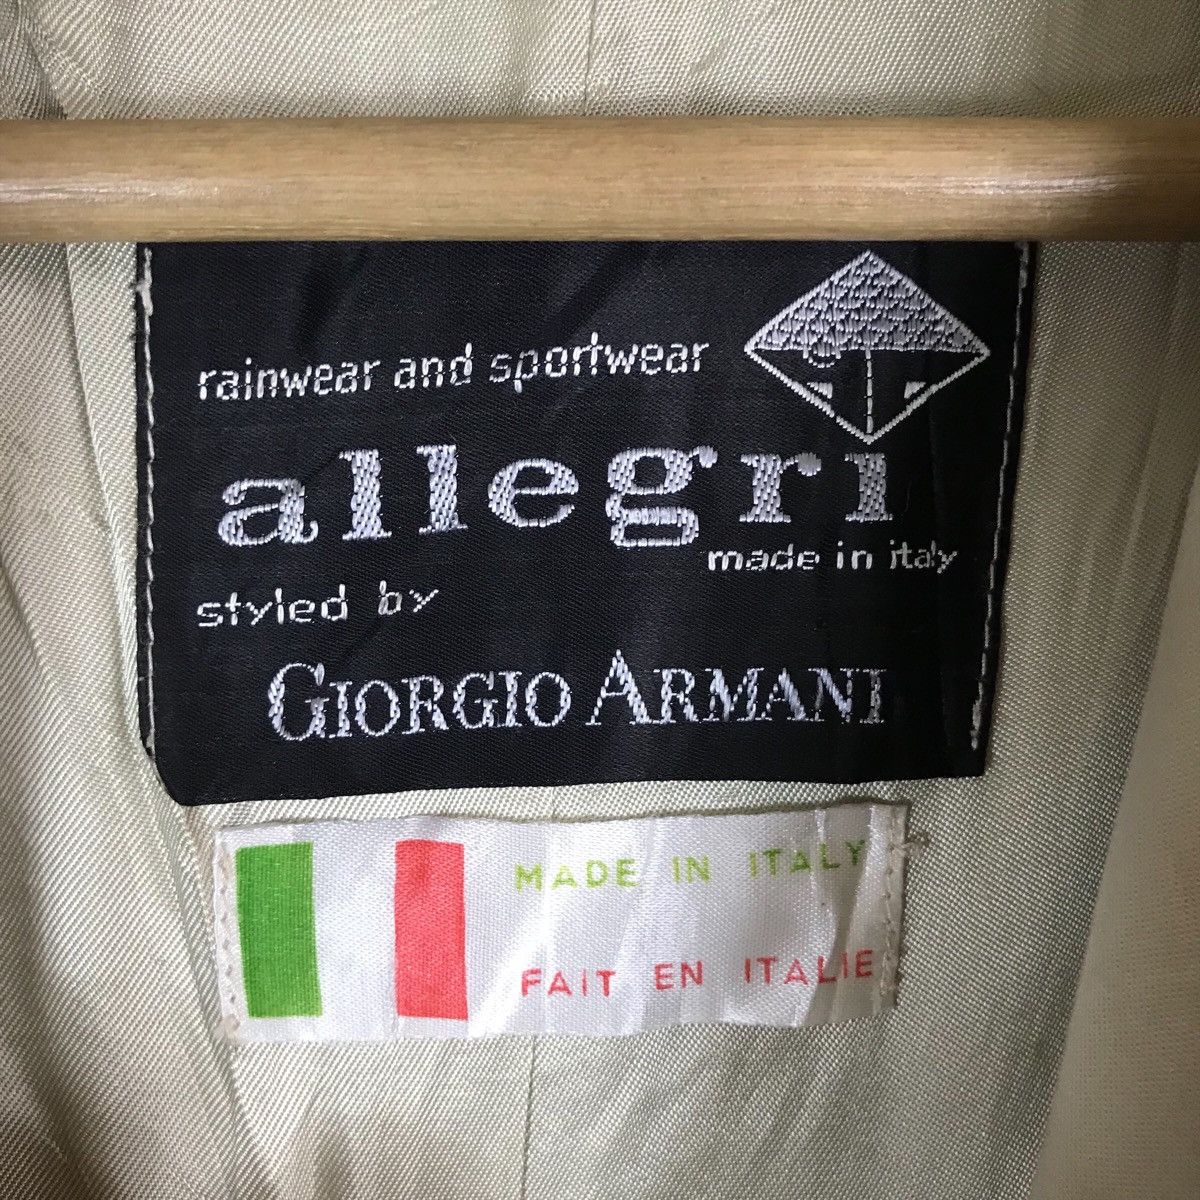 rainwear and sportwear
allegri
made in italy
styled by
GIORGIO ARMANI
MADE IN ITALY
FAIT EN ITALIE